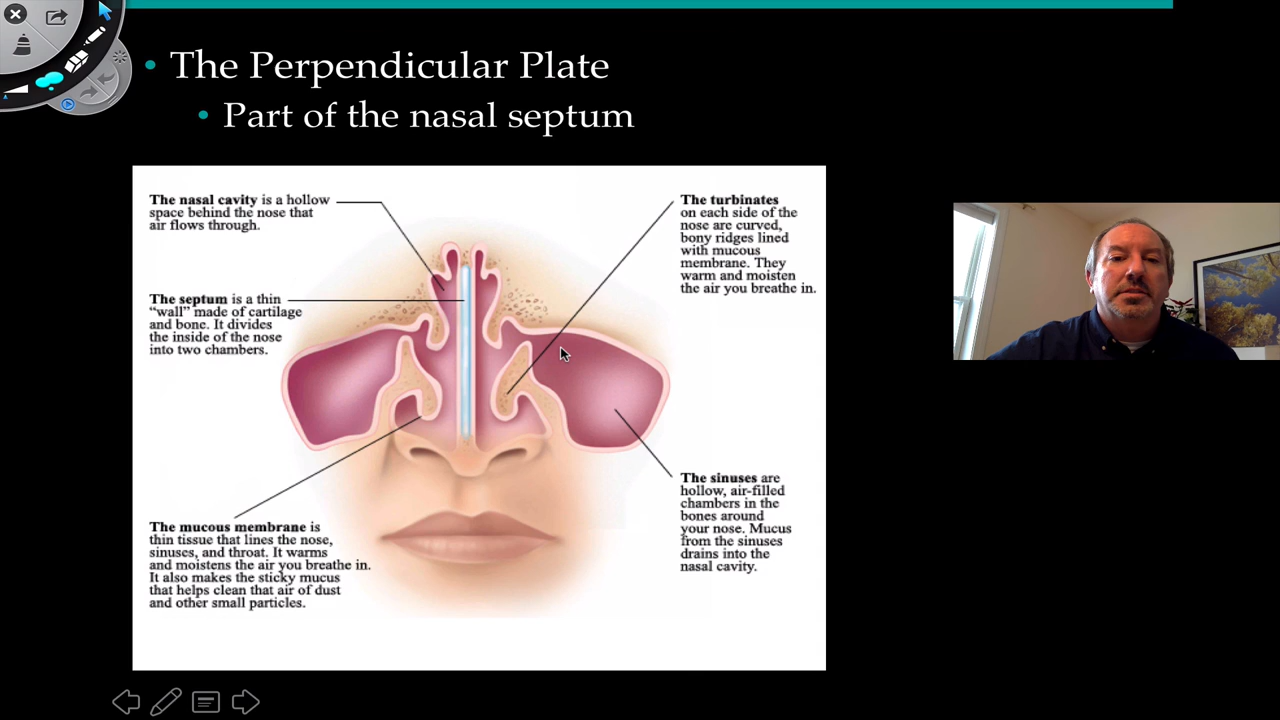 The Perpendicular Plate
Part of the nasal septum
The nasal cavity is a hollow
space behind the nose that
air flows through.
The septum is a thin
“wall” made of cartilage
and bone. It divides
the inside of the nose
into two chambers.
The mucous membrane is
thin tissue that lines the nose,
sinuses, and throat. It warms
and moistens the air you breathe in.
It also makes the sticky mucus
that helps clean that air of dust
and other small particles.
The turbinates
on each side of the
nose are curved,
bony ridges lined
with mucous
membrane. They
warm and moisten
the air you breathe in.
The sinuses are
hollow, air-filled
chambers in the
bones around
your nose. Mucus
from the sinuses
drains into the
nasal cavity.